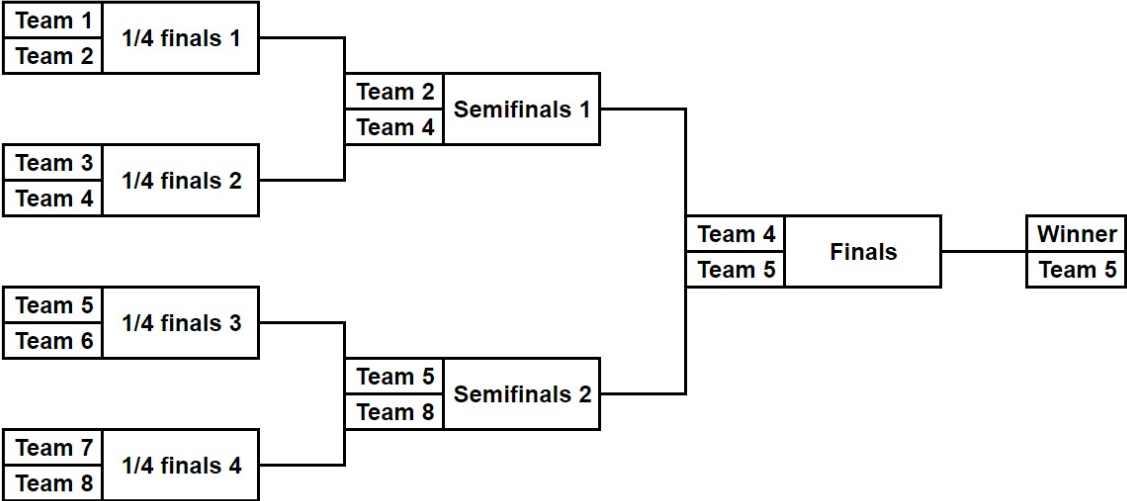 Team 1
1/4 finals 1
Team 2
Team 3
1/4 finals 2
Team 4
Team 5
1/4 finals 3
Team 6
Team 7
1/4 finals 4
Team 8
Team 2
Semifinals 1
Team 4
Team 5
Semifinals 2
Team 8
Team 4
Finals
Team 5
Winner
Team 5